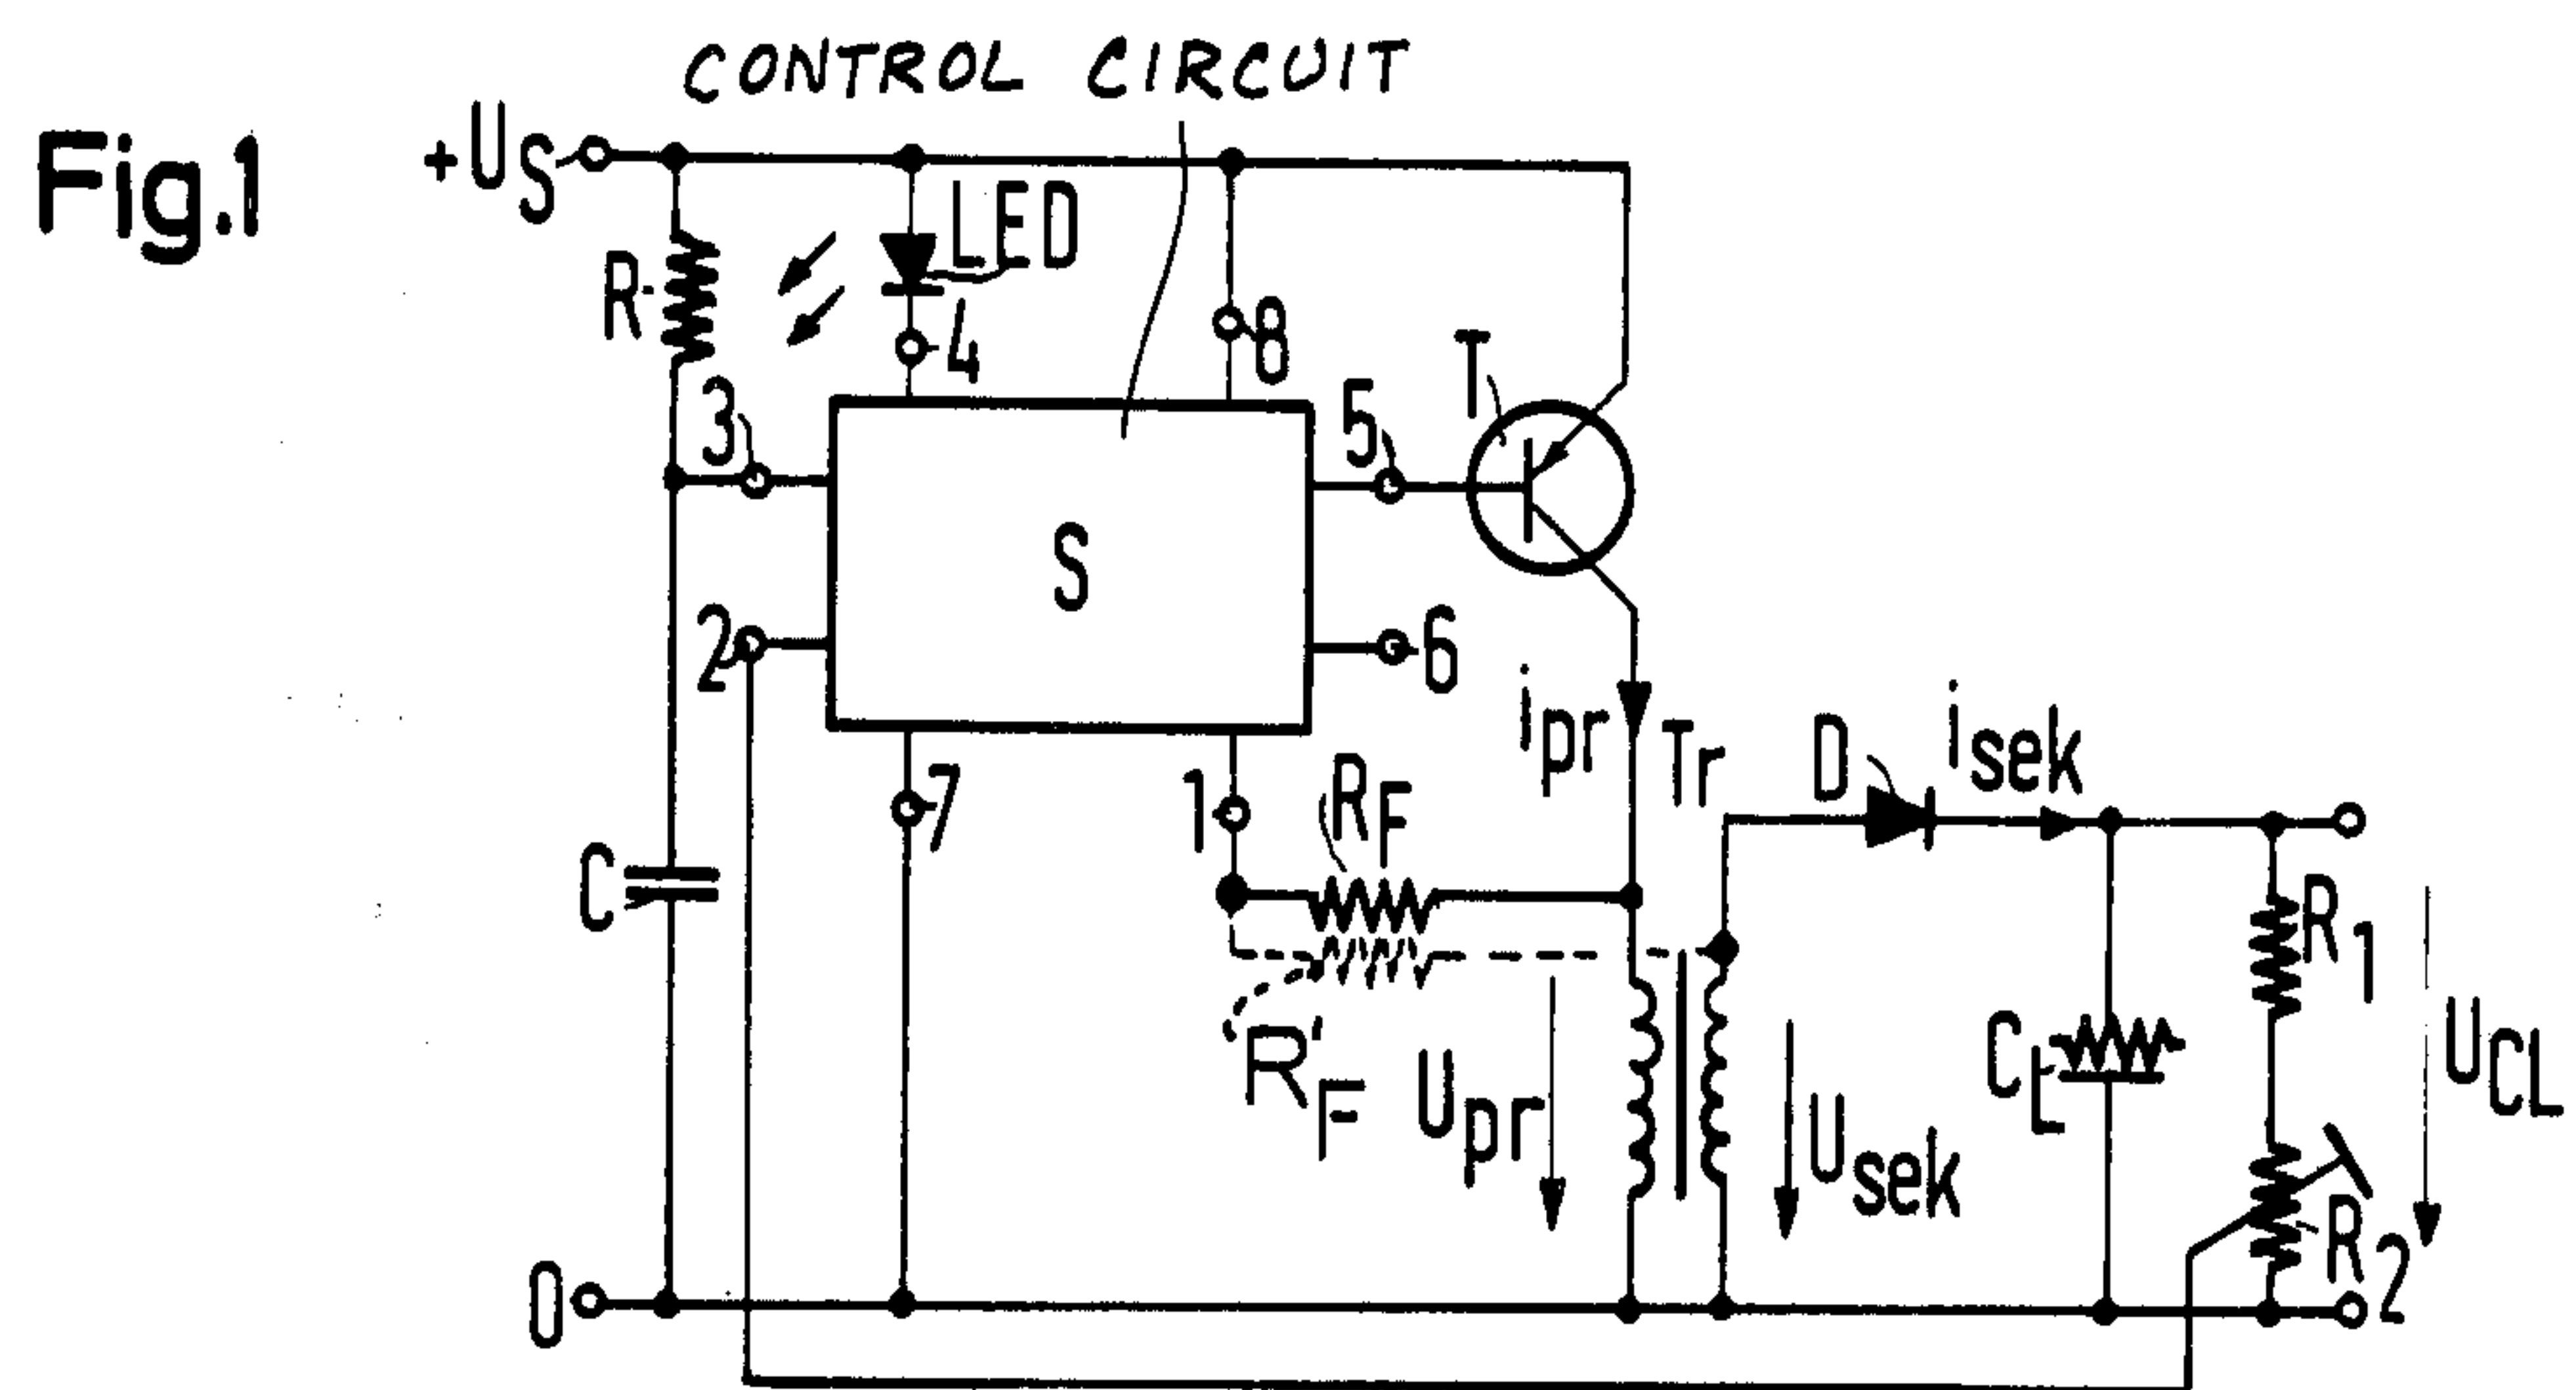 CONTROL CIRCUIT
Fig.1
+US
R
LED
4
8
3
T
5
S
2
6
ipr
Tr
D
isek
7
1
RF
C
R1
R'F
Upr
Usek
CL
UCL
R2
0